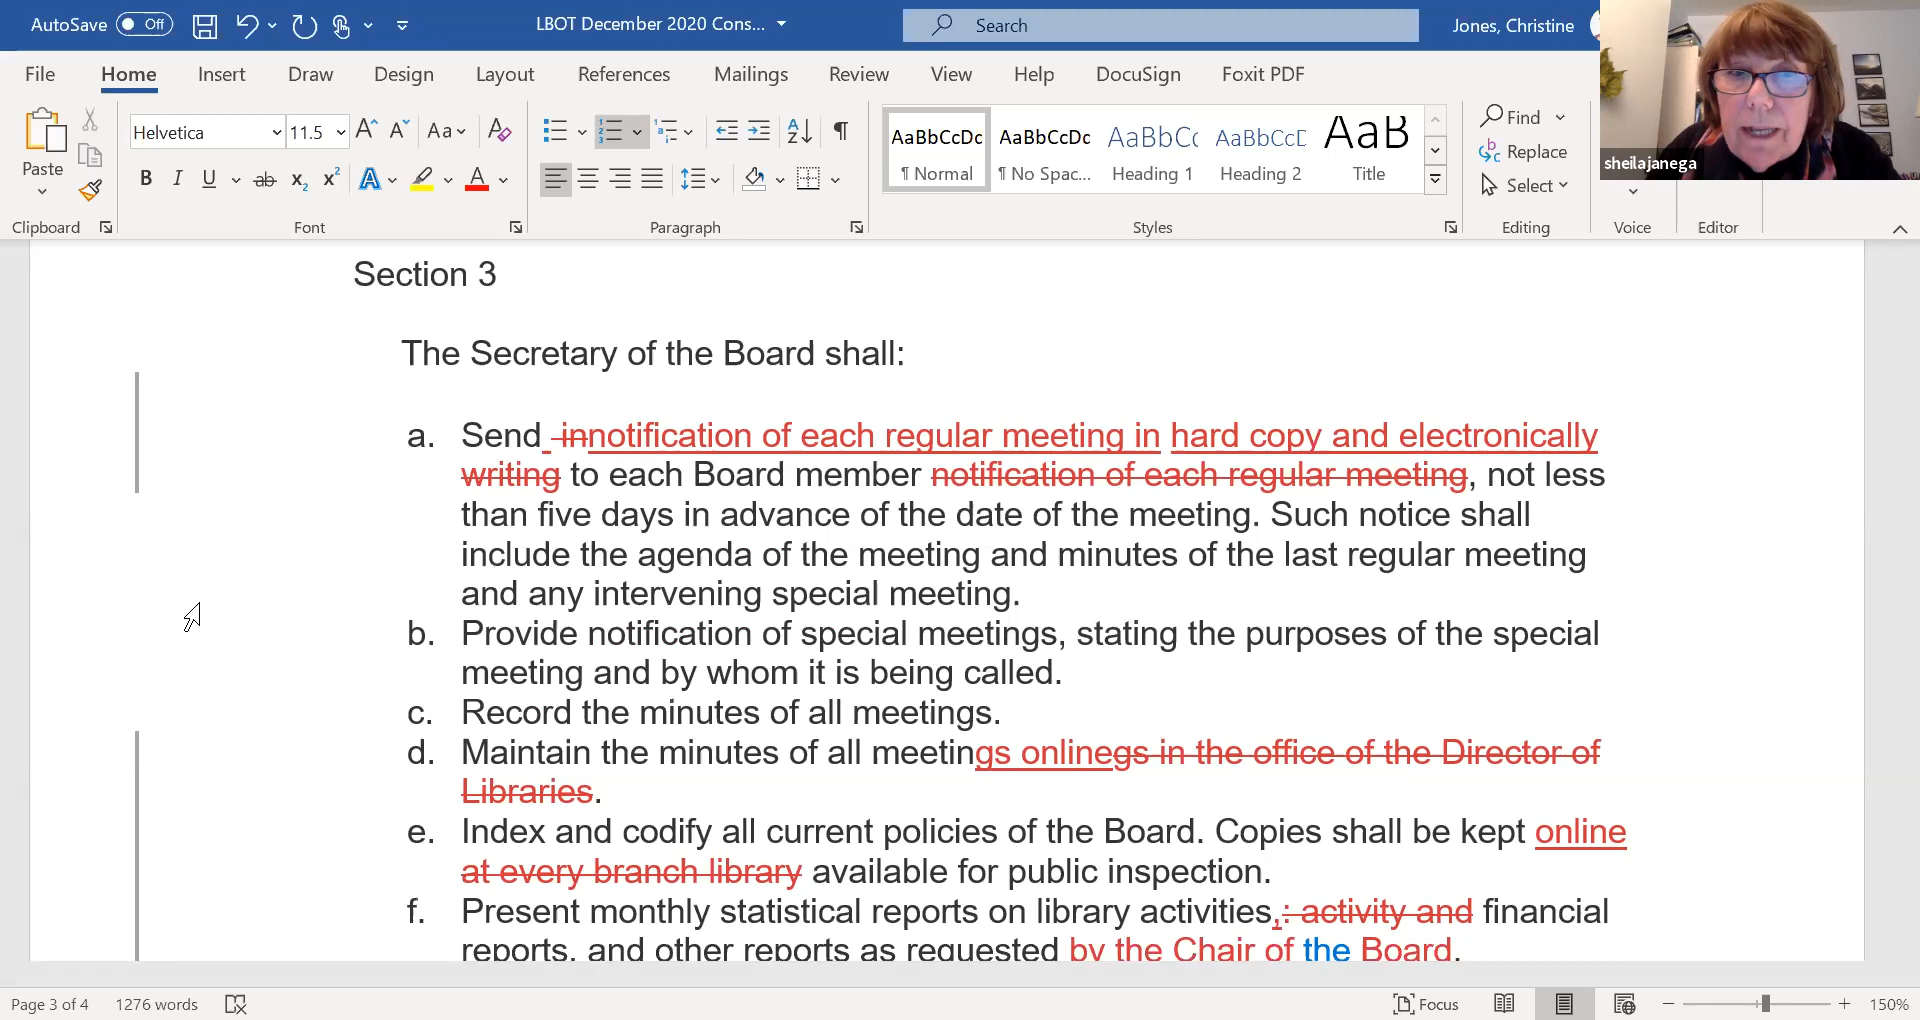 AutoSave Off LBOT December 2020 Cons... Search Jones, Christine
File Home Insert Draw Design Layout References Mailings Review View Help DocuSign Foxit PDF
Helvetica 11.5 Aa AaBbCcDc AaBbCcDc AaBbCc AaBbCcD AaB Find
Paste Replace
B I U ab x₂ x² A A ¶ Normal ¶ No Spac... Heading 1 Heading 2 Title Select
sheilajanega
Clipboard Font Paragraph Styles Editing Voice Editor
Section 3
The Secretary of the Board shall:
a. Send innotification of each regular meeting in hard copy and electronically
writing to each Board member notification of each regular meeting, not less
than five days in advance of the date of the meeting. Such notice shall
include the agenda of the meeting and minutes of the last regular meeting
and any intervening special meeting.
b. Provide notification of special meetings, stating the purposes of the special
meeting and by whom it is being called.
c. Record the minutes of all meetings.
d. Maintain the minutes of all meetings onlinegs in the office of the Director of
Libraries.
e. Index and codify all current policies of the Board. Copies shall be kept online
at every branch library available for public inspection.
f. Present monthly statistical reports on library activities,: activity and financial
reports, and other reports as requested by the Chair of the Board.
Page 3 of 4 1276 words Focus 150%